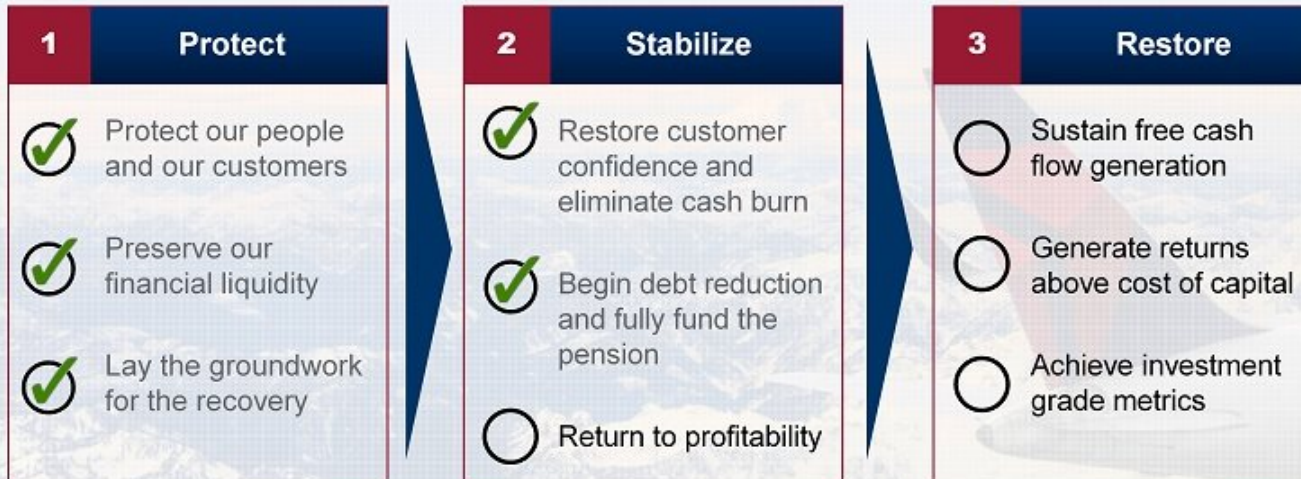 1 Protect
Protect our people
and our customers
Preserve our
financial liquidity
Lay the groundwork
for the recovery
2 Stabilize
Restore customer
confidence and
eliminate cash burn
Begin debt reduction
and fully fund the
pension
Return to profitability
3 Restore
Sustain free cash
flow generation
Generate returns
above cost of capital
Achieve investment
grade metrics